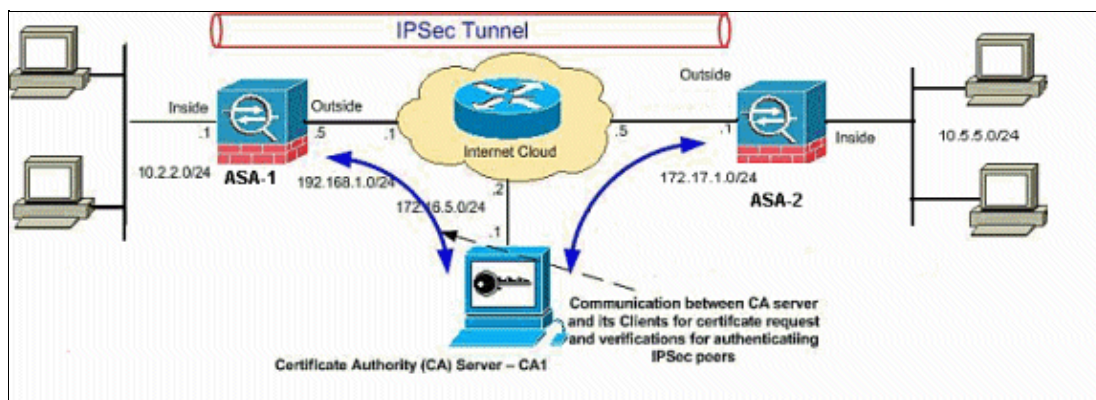 IPSec Tunnel
Outside
Inside
Outside
.1
.5
.1
Internet Cloud
.5
.1
Inside
10.5.5.0/24
10.2.2.0/24
ASA-1
192.168.1.0/24
172.17.1.0/24
ASA-2
.2
172.16.5.0/24
.1
Communication between CA server
and its Clients for certifcate request
and verifications for authenticatiing
IPSec peers
Certificate Authority (CA) Server – CA1